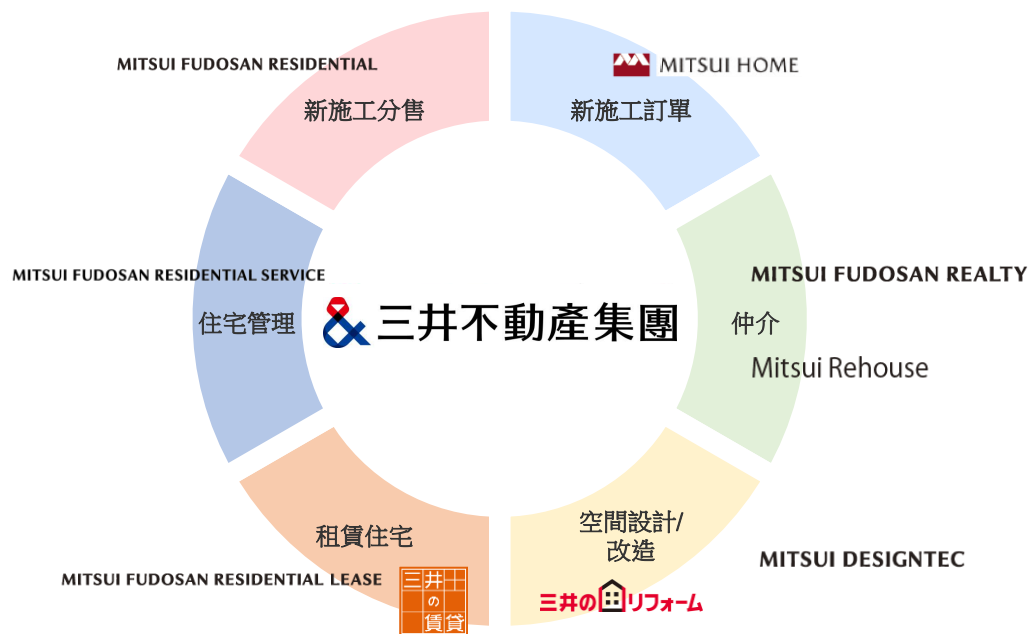 MITSUI FUDOSAN RESIDENTIAL
新施工分售
MITSUI HOME
新施工訂單
MITSUI FUDOSAN RESIDENTIAL SERVICE
住宅管理
&三井不動產集團
MITSUI FUDOSAN REALTY
仲介
Mitsui Rehouse
租賃住宅
MITSUI FUDOSAN RESIDENTIAL LEASE
三井
の
賃貸
空間設計/
改造
三井のリフォーム
MITSUI DESIGNTEC